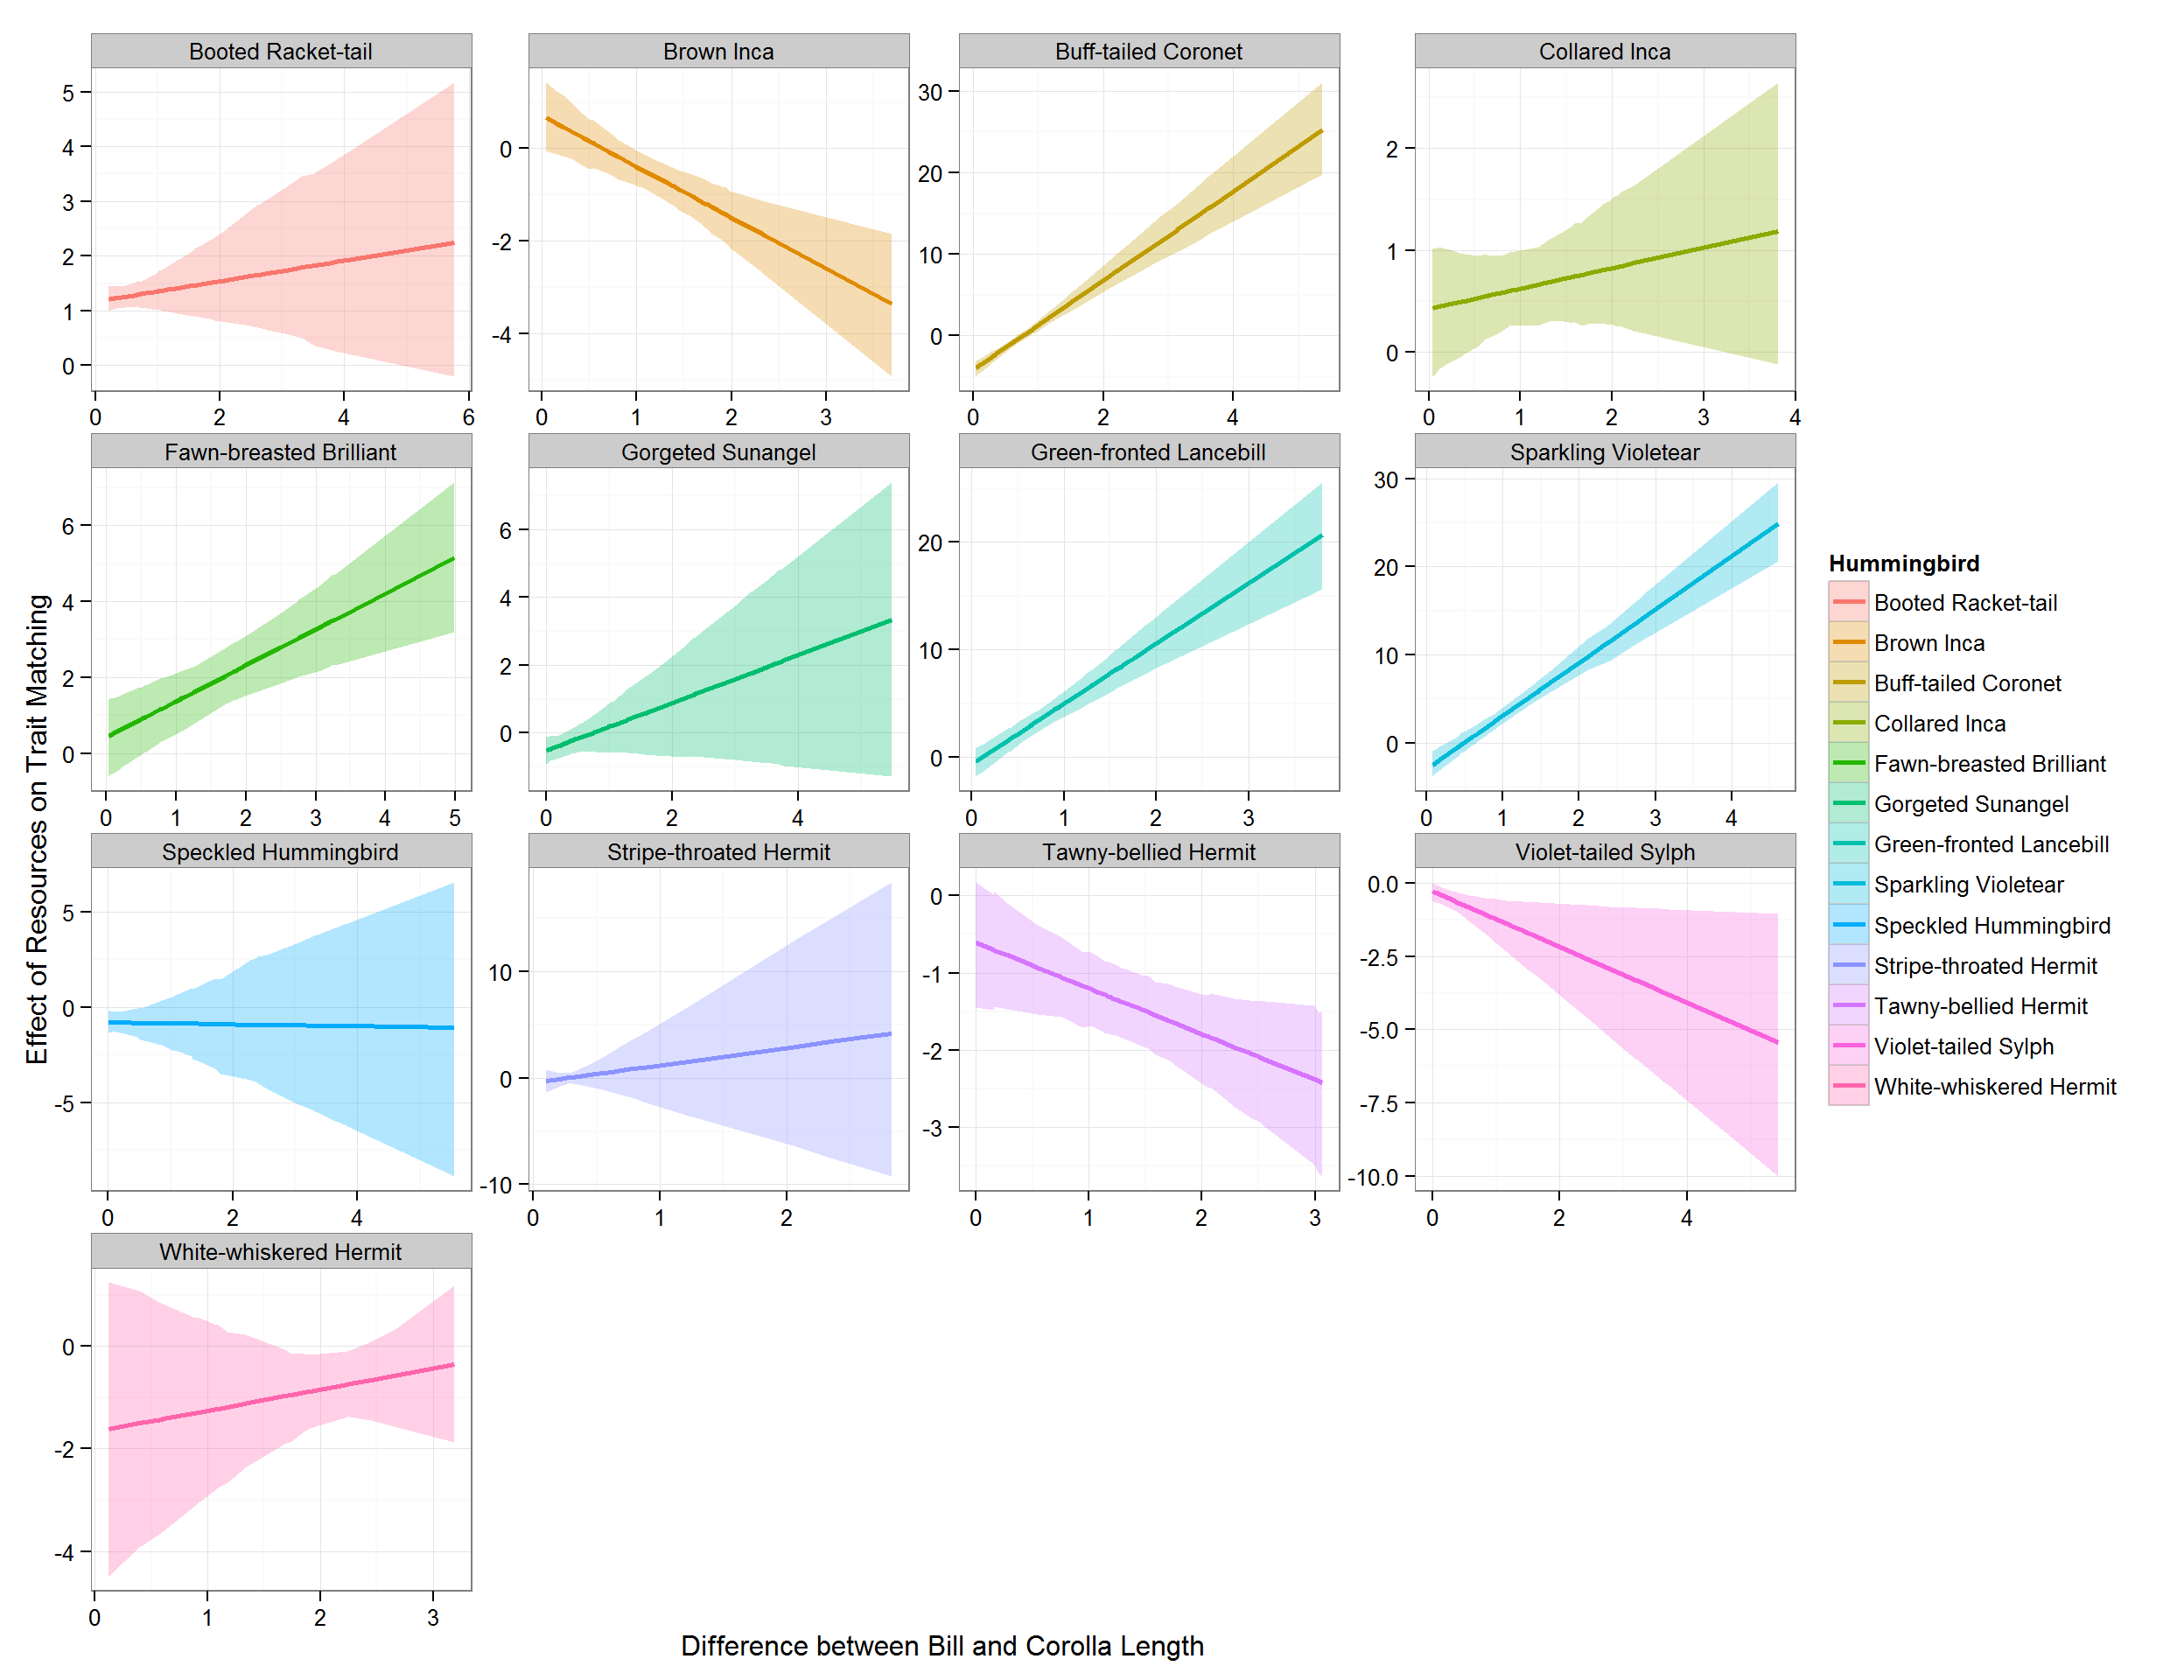 Booted Racket-tail
Brown Inca
Buff-tailed Coronet
Collared Inca
5
4
3
2
1
0
0
-2
-4
30
20
10
0
2
1
0
0 2 4 6
0 1 2 3
0 2 4
0 1 2 3 4
Fawn-breasted Brilliant
Gorgeted Sunangel
Green-fronted Lancebill
Sparkling Violetear
6
4
2
0
6
4
2
0
20
10
0
30
20
10
0
0 1 2 3 4 5
0 2 4
0 1 2 3
0 1 2 3 4
Speckled Hummingbird
Stripe-throated Hermit
Tawny-bellied Hermit
Violet-tailed Sylph
5
0
-5
10
0
-10
0
-1
-2
-3
0.0
-2.5
-5.0
-7.5
-10.0
0 2 4
0 1 2
0 1 2 3
0 2 4
White-whiskered Hermit
0
-2
-4
0 1 2 3
Effect of Resources on Trait Matching
Difference between Bill and Corolla Length
Hummingbird
Booted Racket-tail
Brown Inca
Buff-tailed Coronet
Collared Inca
Fawn-breasted Brilliant
Gorgeted Sunangel
Green-fronted Lancebill
Sparkling Violetear
Speckled Hummingbird
Stripe-throated Hermit
Tawny-bellied Hermit
Violet-tailed Sylph
White-whiskered Hermit